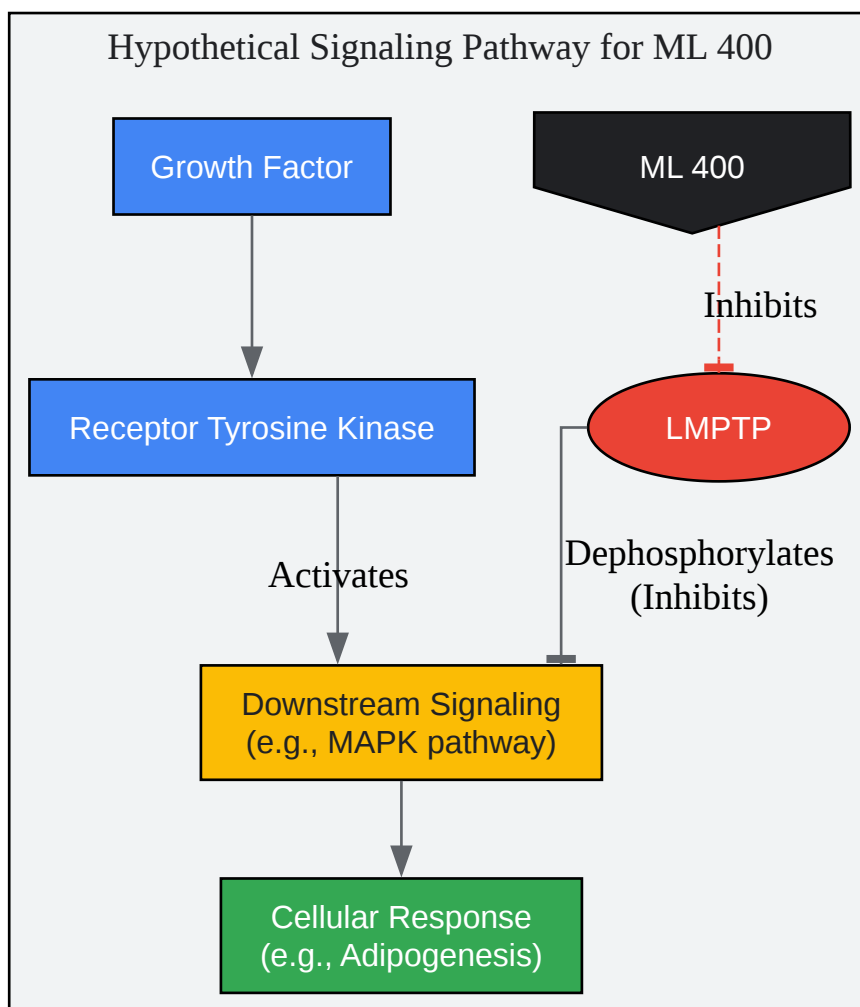 Hypothetical Signaling Pathway for ML 400
Growth Factor
ML 400
Inhibits
Receptor Tyrosine Kinase
LMPTP
Activates
Dephosphorylates
(Inhibits)
Downstream Signaling
(e.g., MAPK pathway)
Cellular Response
(e.g., Adipogenesis)